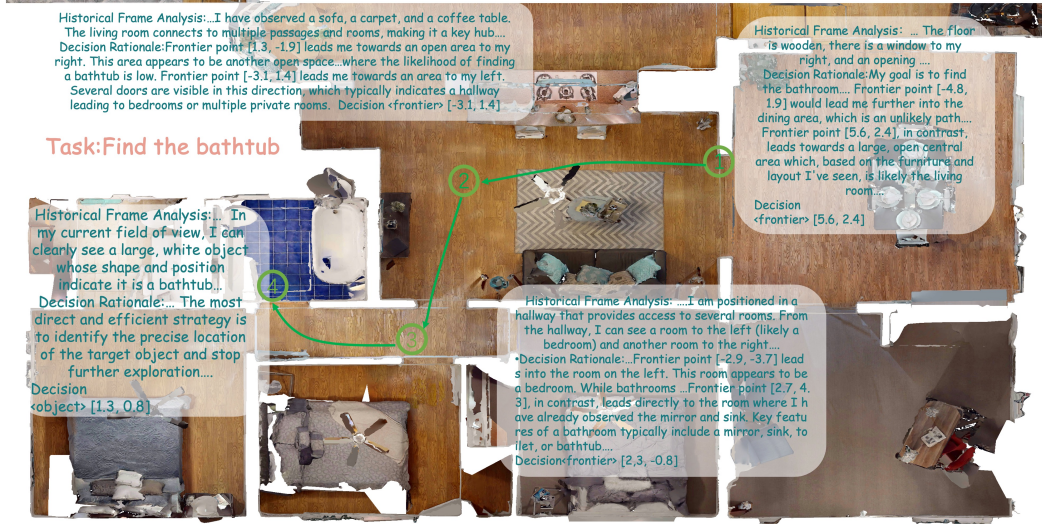 Historical Frame Analysis:...I have observed a sofa, a carpet, and a coffee table.
The living room connects to multiple passages and rooms, making it a key hub....
Decision Rationale:Frontier point [1.3, -1.9] leads me towards an open area to my
right. This area appears to be another open space...where the likelihood of finding
a bathtub is low. Frontier point [-3.1, 1.4] leads me towards an area to my left.
Several doors are visible in this direction, which typically indicates a hallway
leading to bedrooms or multiple private rooms. Decision <frontier> [-3.1, 1.4]
Historical Frame Analysis: ... The floor
is wooden, there is a window to my
right, and an opening ....
Decision Rationale:My goal is to find
the bathroom.... Frontier point [-4.8,
1.9] would lead me further into the
dining area, which is an unlikely path....
Frontier point [5.6, 2.4], in contrast,
leads towards a large, open central
area which, based on the furniture and
layout I've seen, is likely the living
room....
Decision
<frontier> [5.6, 2.4]
Task:Find the bathtub
1
2
3
4
Historical Frame Analysis:... In
my current field of view, I can
clearly see a large, white object
whose shape and position
indicate it is a bathtub...
Decision Rationale:... The most
direct and efficient strategy is
to identify the precise location
of the target object and stop
further exploration....
Decision
<object> [1.3, 0.8]
Historical Frame Analysis: ....I am positioned in a
hallway that provides access to several rooms. From
the hallway, I can see a room to the left (likely a
bedroom) and another room to the right....
•Decision Rationale:...Frontier point [-2.9, -3.7] lead
s into the room on the left. This room appears to be
a bedroom. While bathrooms ...Frontier point [2.7, 4.
3], in contrast, leads directly to the room where I h
ave already observed the mirror and sink. Key featu
res of a bathroom typically include a mirror, sink, to
ilet, or bathtub....
Decision<frontier> [2,3, -0.8]